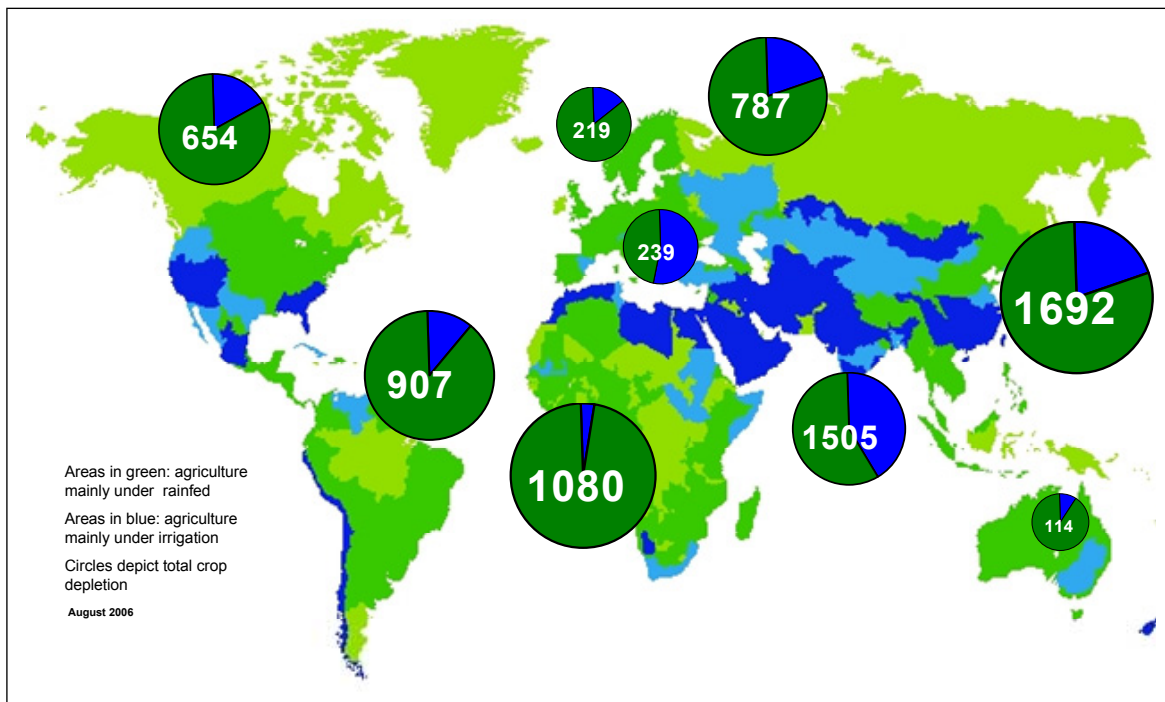 654
219
787
239
1692
907
1505
1080
114
Areas in green: agriculture
mainly under rainfed
Areas in blue: agriculture
mainly under irrigation
Circles depict total crop
depletion
August 2006